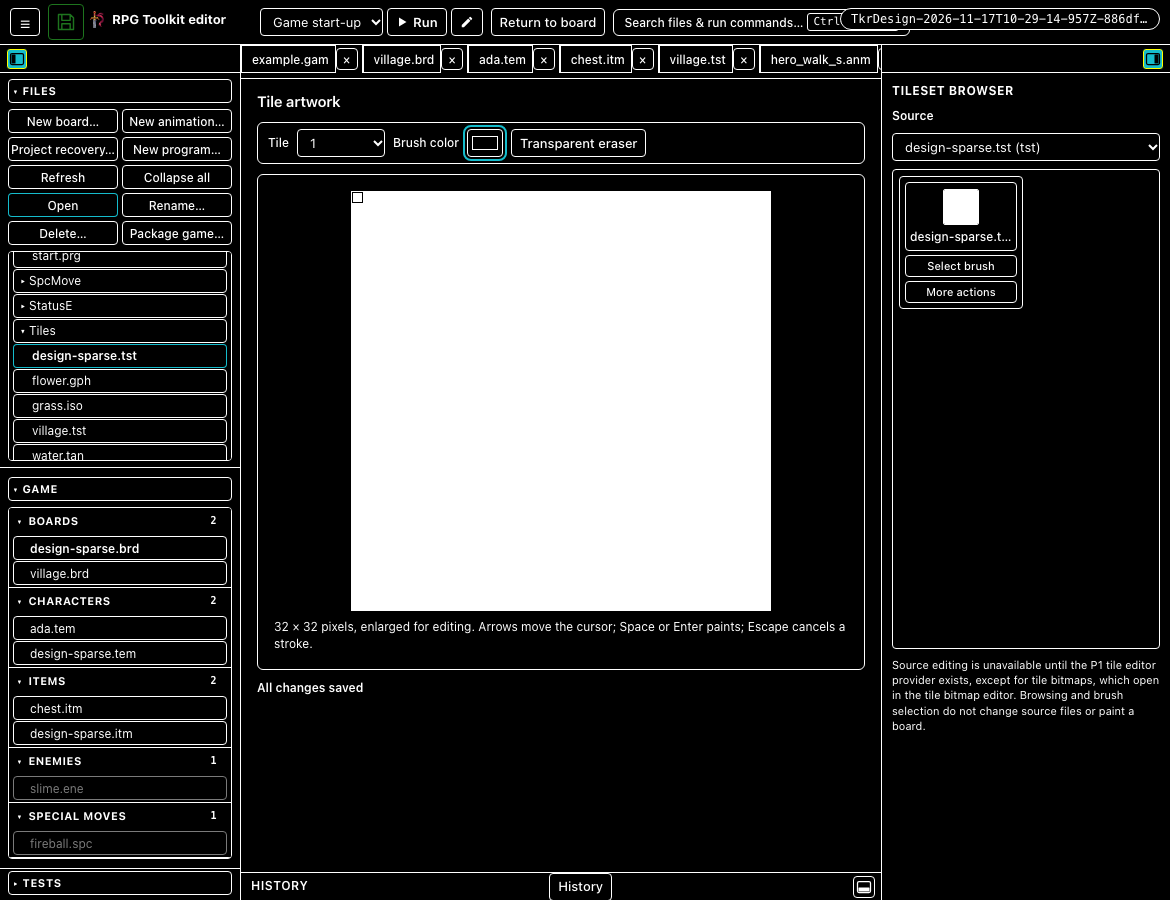 RPG Toolkit editor
Game start-up
Run
Return to board
Search files & run commands...
Ctrl
TkrDesign-2026-11-17T10-29-14-957Z-886df…
example.gam x
village.brd x
ada.tem x
chest.itm x
village.tst x
hero_walk_s.anm
FILES
New board...
New animation...
Project recovery...
New program...
Refresh
Collapse all
Open
Rename...
Delete...
Package game...
start.prg
SpcMove
StatusE
Tiles
design-sparse.tst
flower.gph
grass.iso
village.tst
water.tan
GAME
BOARDS 2
design-sparse.brd
village.brd
CHARACTERS 2
ada.tem
design-sparse.tem
ITEMS 2
chest.itm
design-sparse.itm
ENEMIES 1
slime.ene
SPECIAL MOVES 1
fireball.spc
TESTS
Tile artwork
Tile 1 Brush color Transparent eraser
32 × 32 pixels, enlarged for editing. Arrows move the cursor; Space or Enter paints; Escape cancels a
stroke.
All changes saved
HISTORY
History
TILESET BROWSER
Source
design-sparse.tst (tst)
design-sparse.t...
Select brush
More actions
Source editing is unavailable until the P1 tile editor
provider exists, except for tile bitmaps, which open
in the tile bitmap editor. Browsing and brush
selection do not change source files or paint a
board.